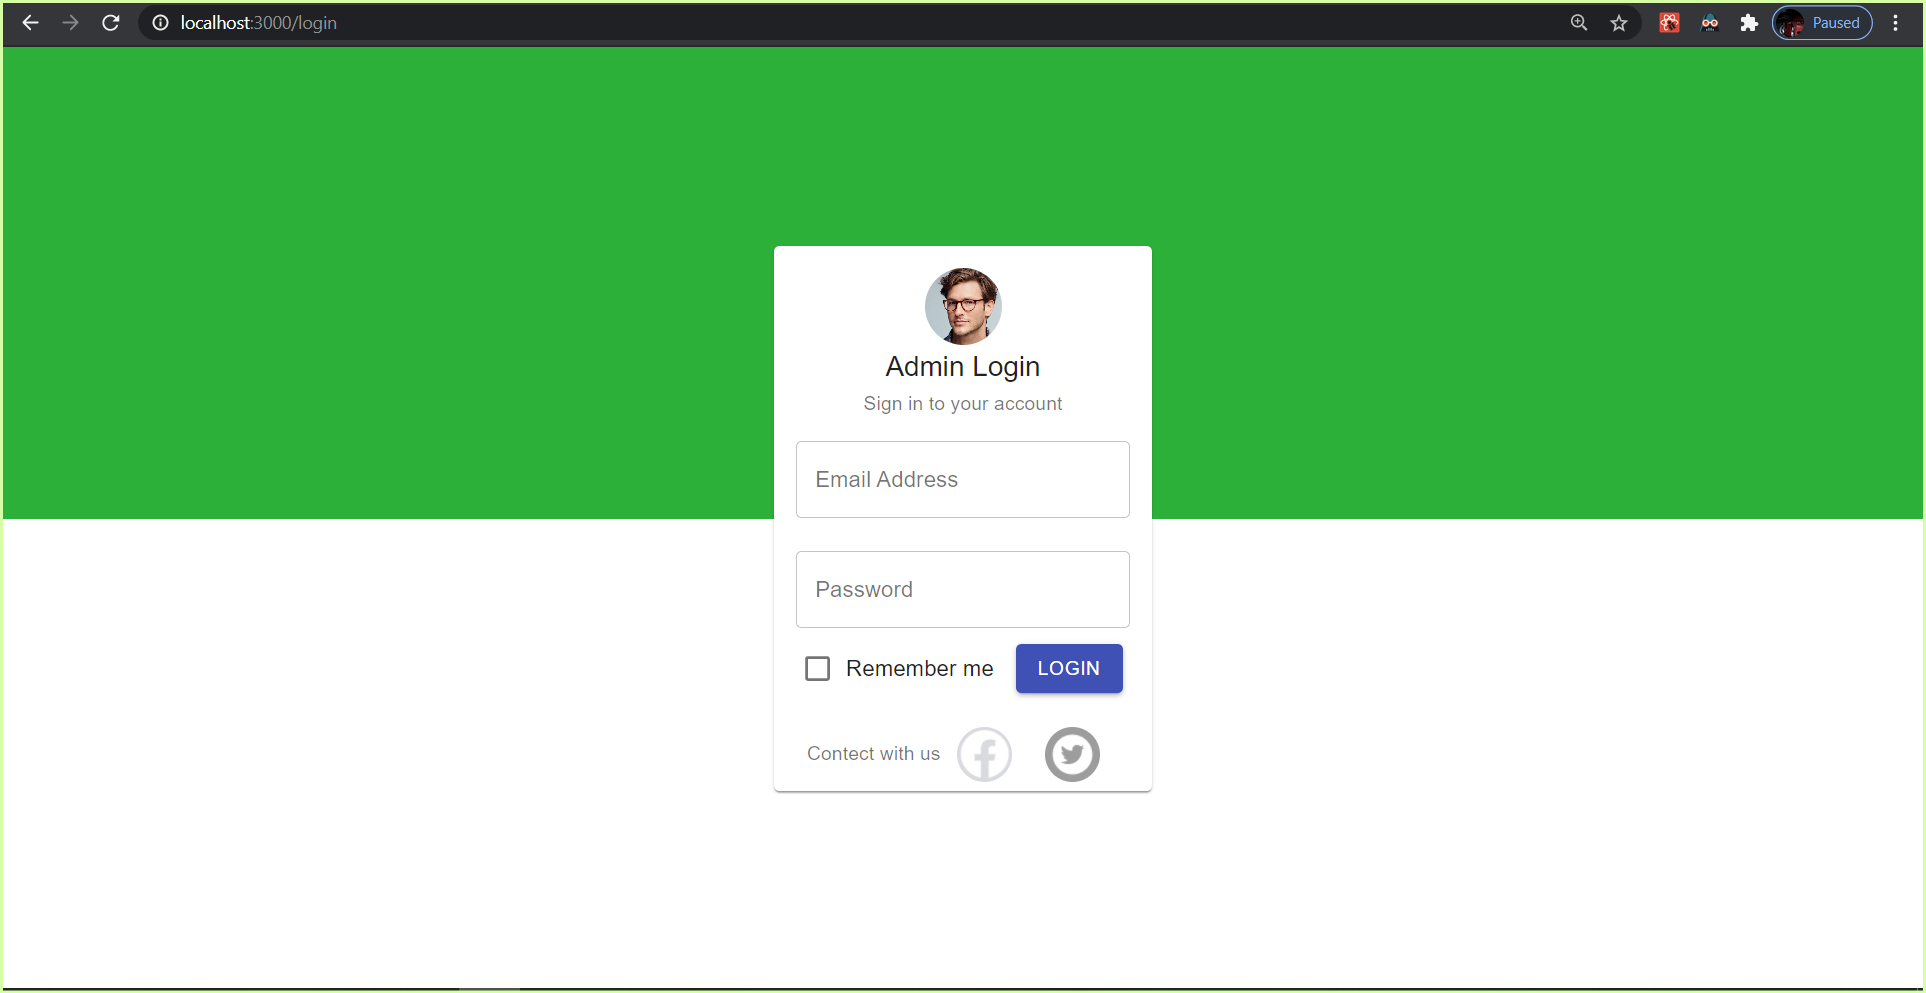 localhost:3000/login
Paused
Admin Login
Sign in to your account
Email Address
Password
Remember me
LOGIN
Contect with us